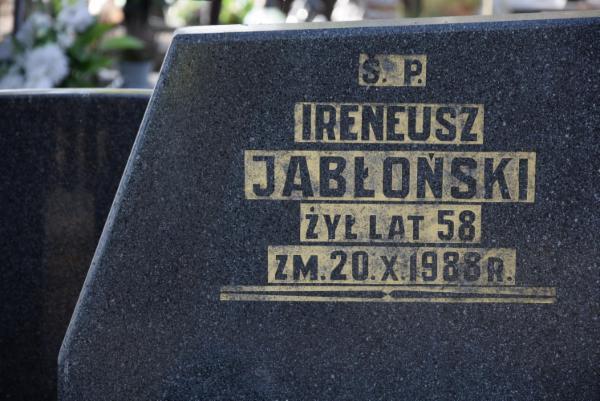 Ś. P.
IRENEUSZ
JABŁOŃSKI
ŻYŁ LAT 58
ZM. 20. X. 1988 R.